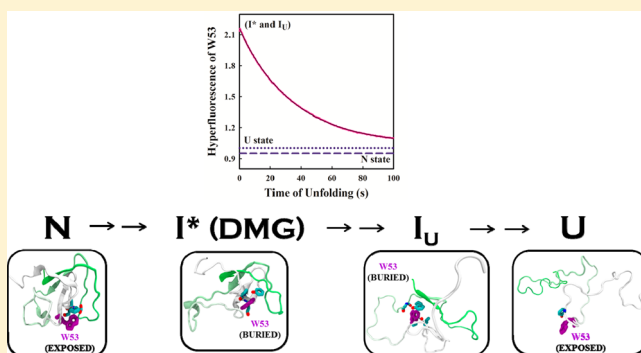 (I* and I_U)
Hyperfluorescence of W53
2.1
1.8
1.5
1.2
0.9
U state
N state
0 20 40 60 80 100
Time of Unfolding (s)
N →→ I* (DMG) →→ I_U →→ U
W53
(EXPOSED)
W53
(BURIED)
W53
(BURIED)
W53
(EXPOSED)